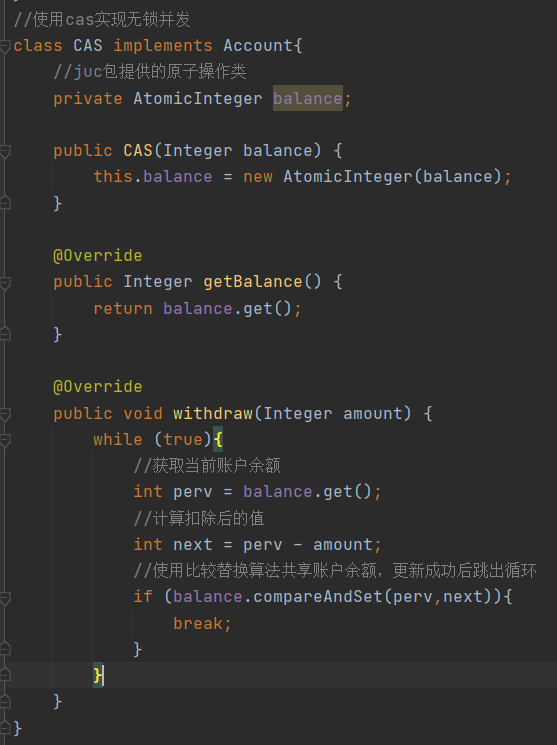 //使用cas实现无锁并发
class CAS implements Account{
    //juc包提供的原子操作类
    private AtomicInteger balance;

    public CAS(Integer balance) {
        this.balance = new AtomicInteger(balance);
    }

    @Override
    public Integer getBalance() {
        return balance.get();
    }

    @Override
    public void withdraw(Integer amount) {
        while (true){
            //获取当前账户余额
            int perv = balance.get();
            //计算扣除后的值
            int next = perv - amount;
            //使用比较替换算法共享账户余额，更新成功后跳出循环
            if (balance.compareAndSet(perv,next)){
                break;
            }
        }
    }
}